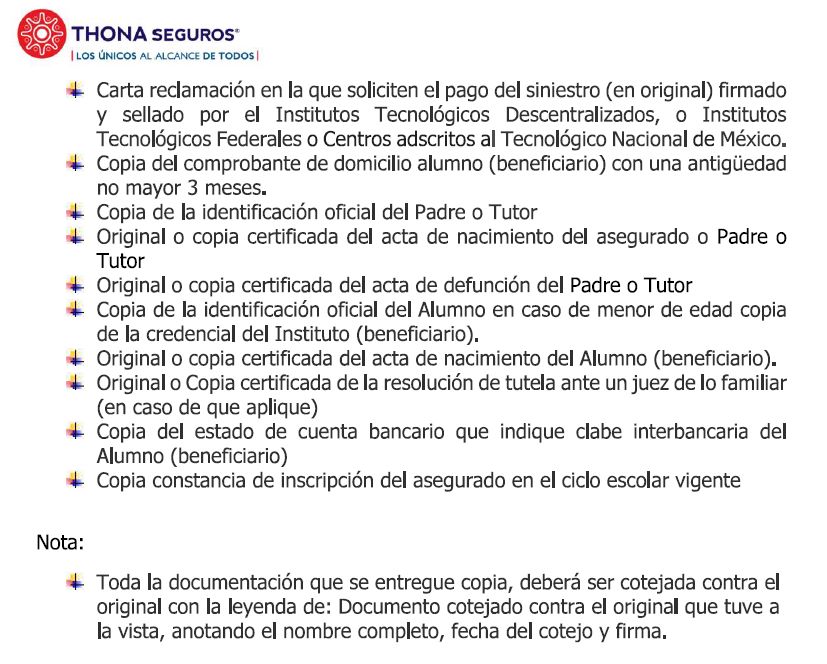 THONA SEGUROS®
| LOS ÚNICOS AL ALCANCE DE TODOS |
Carta reclamación en la que soliciten el pago del siniestro (en original) firmado
y sellado por el Institutos Tecnológicos Descentralizados, o Institutos
Tecnológicos Federales o Centros adscritos al Tecnológico Nacional de México.
Copia del comprobante de domicilio alumno (beneficiario) con una antigüedad
no mayor 3 meses.
Copia de la identificación oficial del Padre o Tutor
Original o copia certificada del acta de nacimiento del asegurado o Padre o
Tutor
Original o copia certificada del acta de defunción del Padre o Tutor
Copia de la identificación oficial del Alumno en caso de menor de edad copia
de la credencial del Instituto (beneficiario).
Original o copia certificada del acta de nacimiento del Alumno (beneficiario).
Original o Copia certificada de la resolución de tutela ante un juez de lo familiar
(en caso de que aplique)
Copia del estado de cuenta bancario que indique clabe interbancaria del
Alumno (beneficiario)
Copia constancia de inscripción del asegurado en el ciclo escolar vigente
Nota:
Toda la documentación que se entregue copia, deberá ser cotejada contra el
original con la leyenda de: Documento cotejado contra el original que tuve a
la vista, anotando el nombre completo, fecha del cotejo y firma.